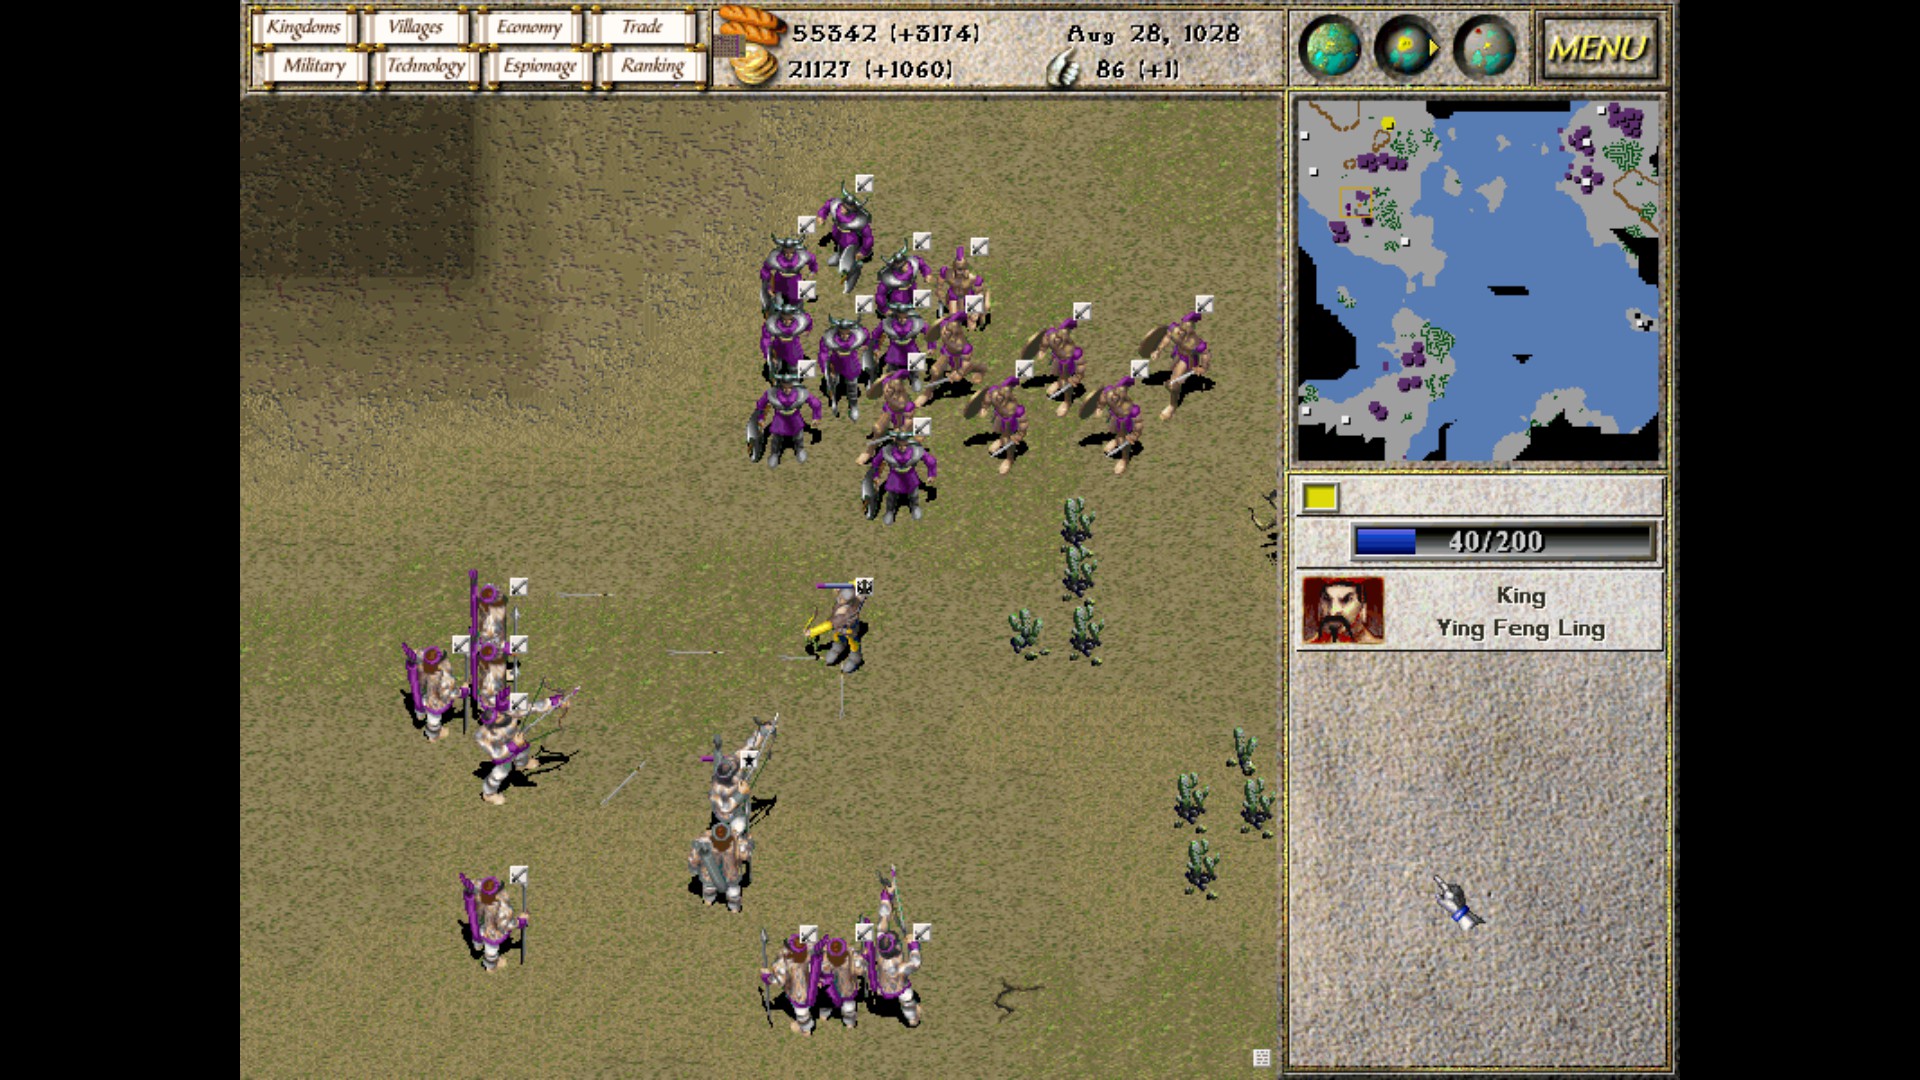 Kingdoms Villages Economy Trade
Military Technology Espionage Ranking
55342 (+3174) Aug 28, 1028
21127 (+1060) 86 (+1)
MENU
40/200
King
Ying Feng Ling